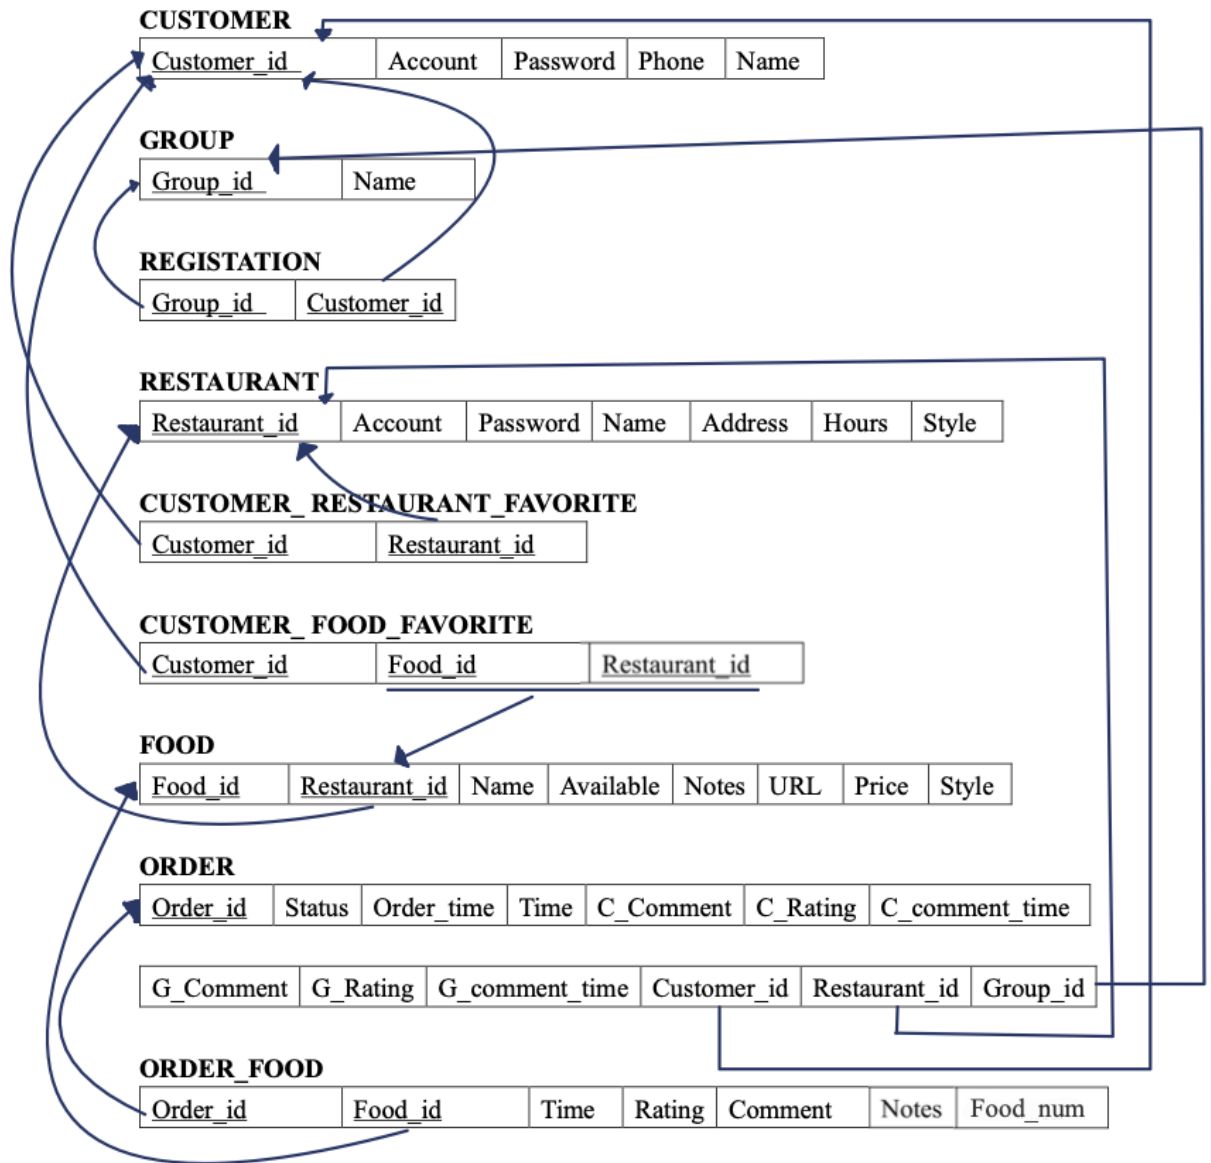 CUSTOMER
Customer_id Account Password Phone Name
GROUP
Group_id Name
REGISTATION
Group_id Customer_id
RESTAURANT
Restaurant_id Account Password Name Address Hours Style
CUSTOMER_ RESTAURANT_FAVORITE
Customer_id Restaurant_id
CUSTOMER_ FOOD_FAVORITE
Customer_id Food_id Restaurant_id
FOOD
Food_id Restaurant_id Name Available Notes URL Price Style
ORDER
Order_id Status Order_time Time C_Comment C_Rating C_comment_time
G_Comment G_Rating G_comment_time Customer_id Restaurant_id Group_id
ORDER_FOOD
Order_id Food_id Time Rating Comment Notes Food_num